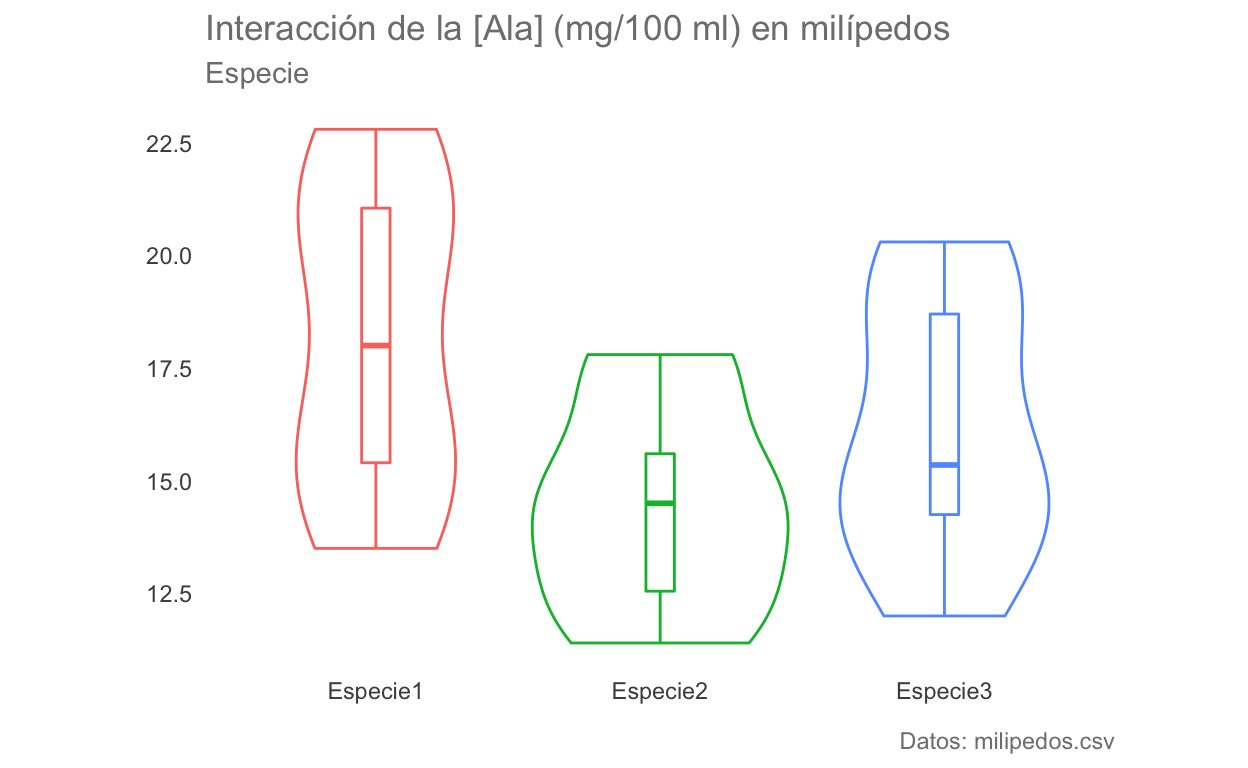 Interacción de la [Ala] (mg/100 ml) en milípedos
Especie
22.5
20.0
17.5
15.0
12.5
Especie1 Especie2 Especie3
Datos: milipedos.csv